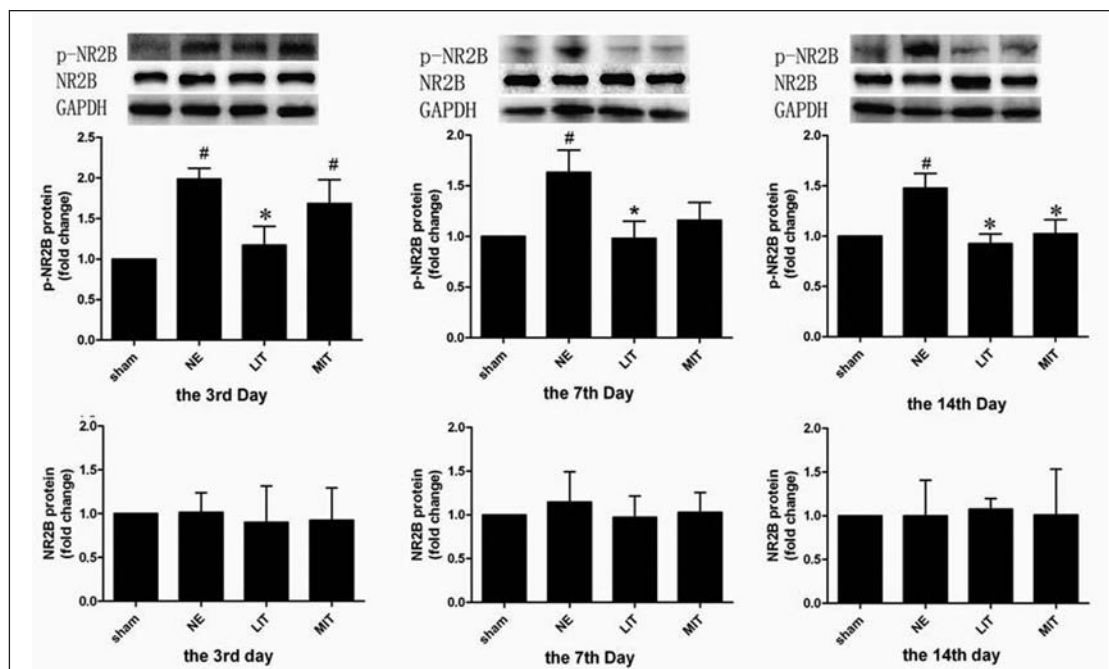 p-NR2B
NR2B
GAPDH
p-NR2B
NR2B
GAPDH
p-NR2B
NR2B
GAPDH
p-NR2B protein
(fold change)
2.5
2.0
1.5
1.0
0.5
0.0
#
*
#
sham
NE
LIT
MIT
the 3rd Day
p-NR2B protein
(fold change)
2.0
1.5
1.0
0.5
0.0
#
*
sham
NE
LIT
MIT
the 7th Day
p-NR2B protein
(fold change)
2.0
1.5
1.0
0.5
0.0
#
*
*
sham
NE
LIT
MIT
the 14th Day
NR2B protein
(fold change)
2.0
1.5
1.0
0.5
0.0
sham
NE
LIT
MIT
the 3rd day
NR2B protein
(fold change)
2.0
1.5
1.0
0.5
0.0
sham
NE
LIT
MIT
the 7th day
NR2B protein
(fold change)
2.0
1.5
1.0
0.5
0.0
sham
NE
LIT
MIT
the 14th day